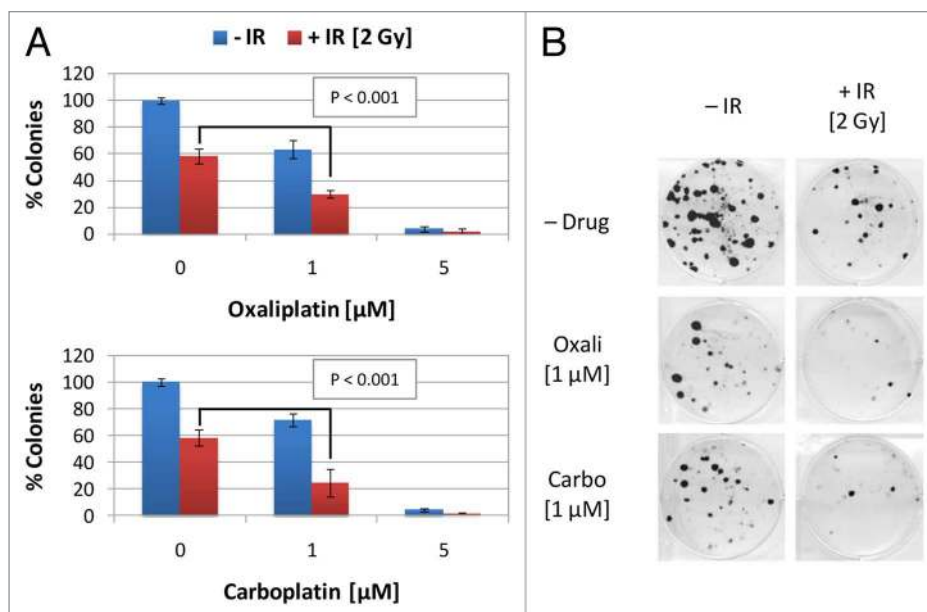 A
- IR + IR [2 Gy]
120
100
80
60
40
20
0
% Colonies
P < 0.001
0 1 5
Oxaliplatin [µM]
120
100
80
60
40
20
0
% Colonies
P < 0.001
0 1 5
Carboplatin [µM]
B
– IR + IR
[2 Gy]
– Drug
Oxali
[1 µM]
Carbo
[1 µM]